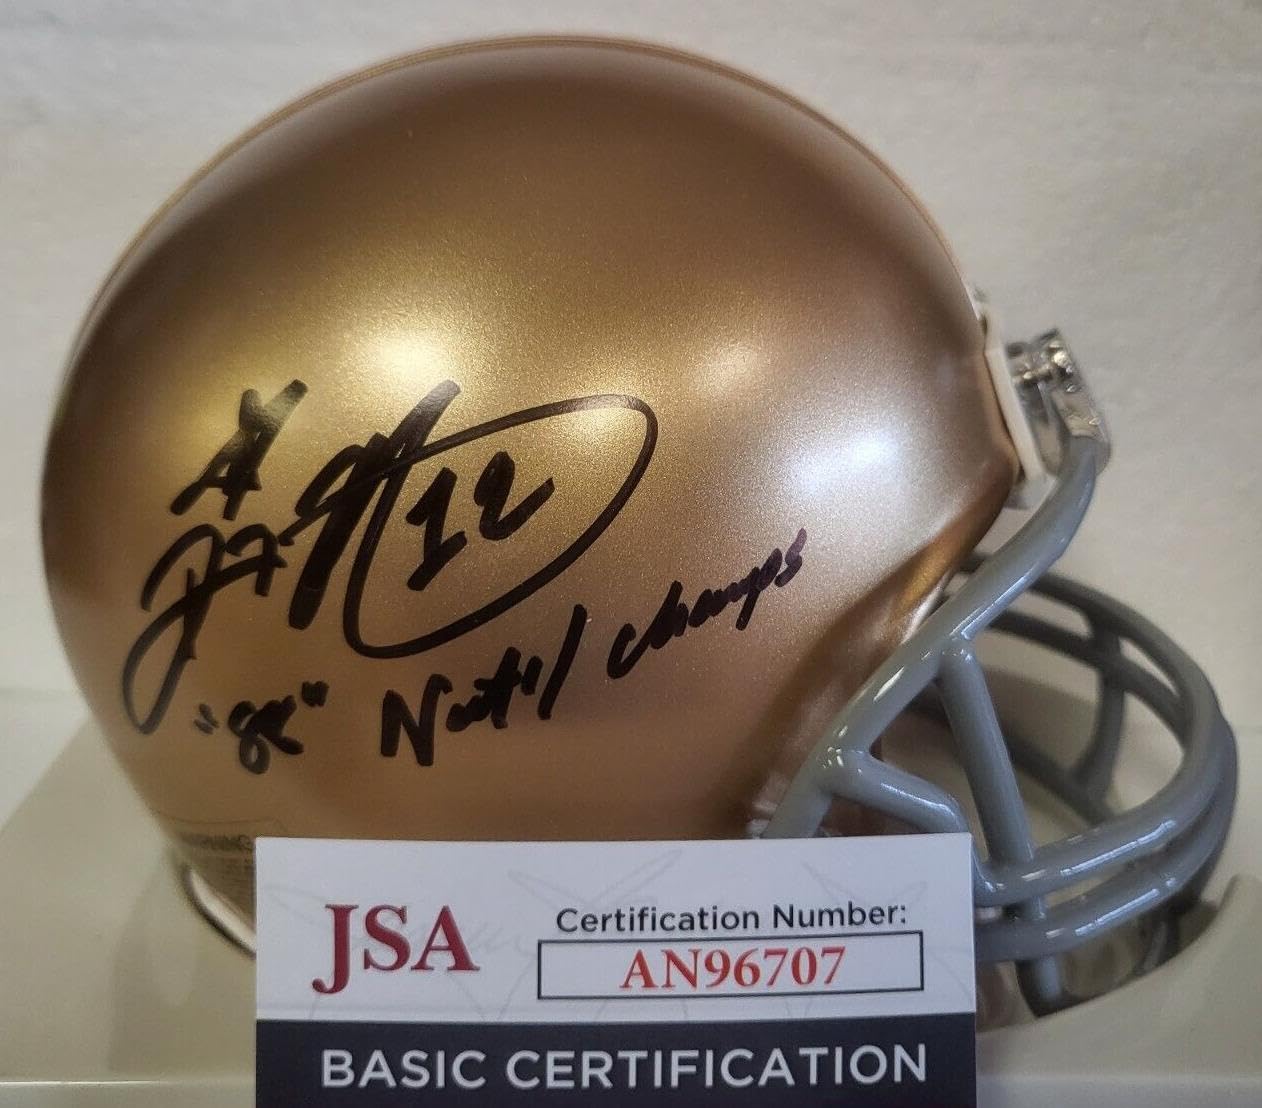 12
"88" Nat'l champs
JSA
Certification Number:
AN96707
BASIC CERTIFICATION